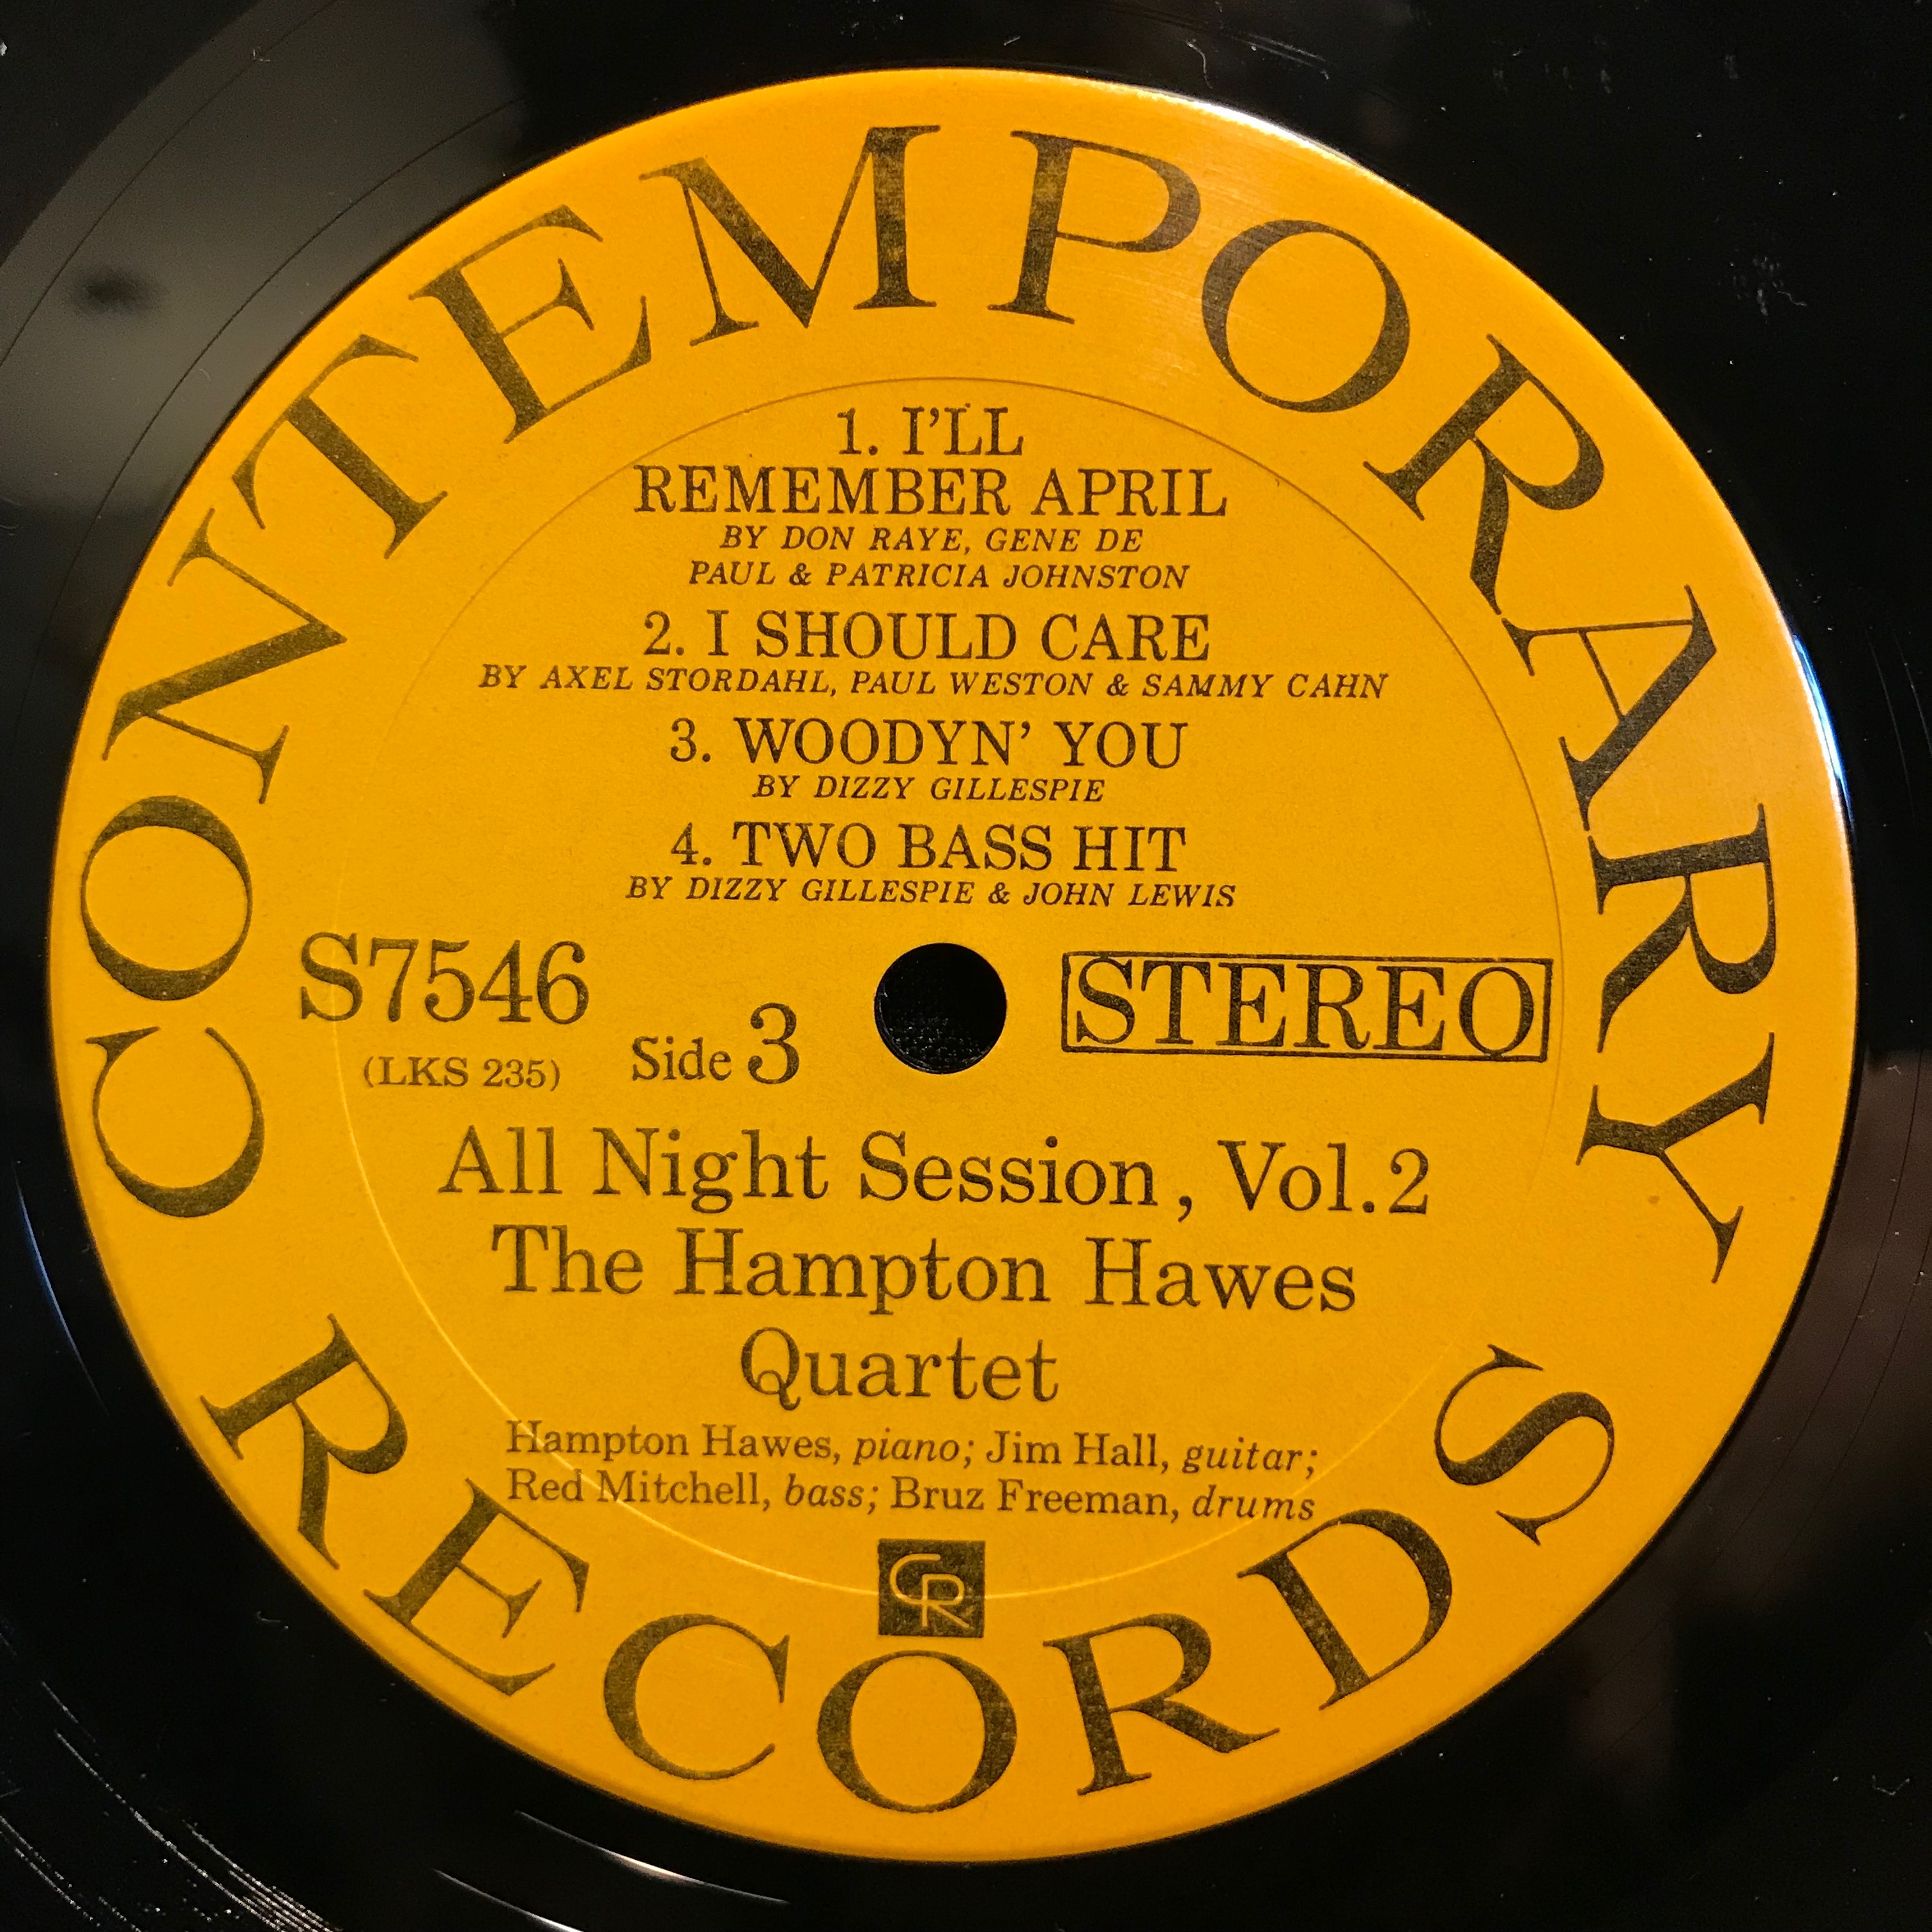 CONTEMPORARY
1. I'LL
REMEMBER APRIL
BY DON RAYE, GENE DE
PAUL & PATRICIA JOHNSTON
2. I SHOULD CARE
BY AXEL STORDAHL, PAUL WESTON & SAMMY CAHN
3. WOODYN' YOU
BY DIZZY GILLESPIE
4. TWO BASS HIT
BY DIZZY GILLESPIE & JOHN LEWIS
S7546
(LKS 235)
Side 3
STEREO
All Night Session, Vol.2
The Hampton Hawes
Quartet
Hampton Hawes, piano; Jim Hall, guitar;
Red Mitchell, bass; Bruz Freeman, drums
CR
RECORDS